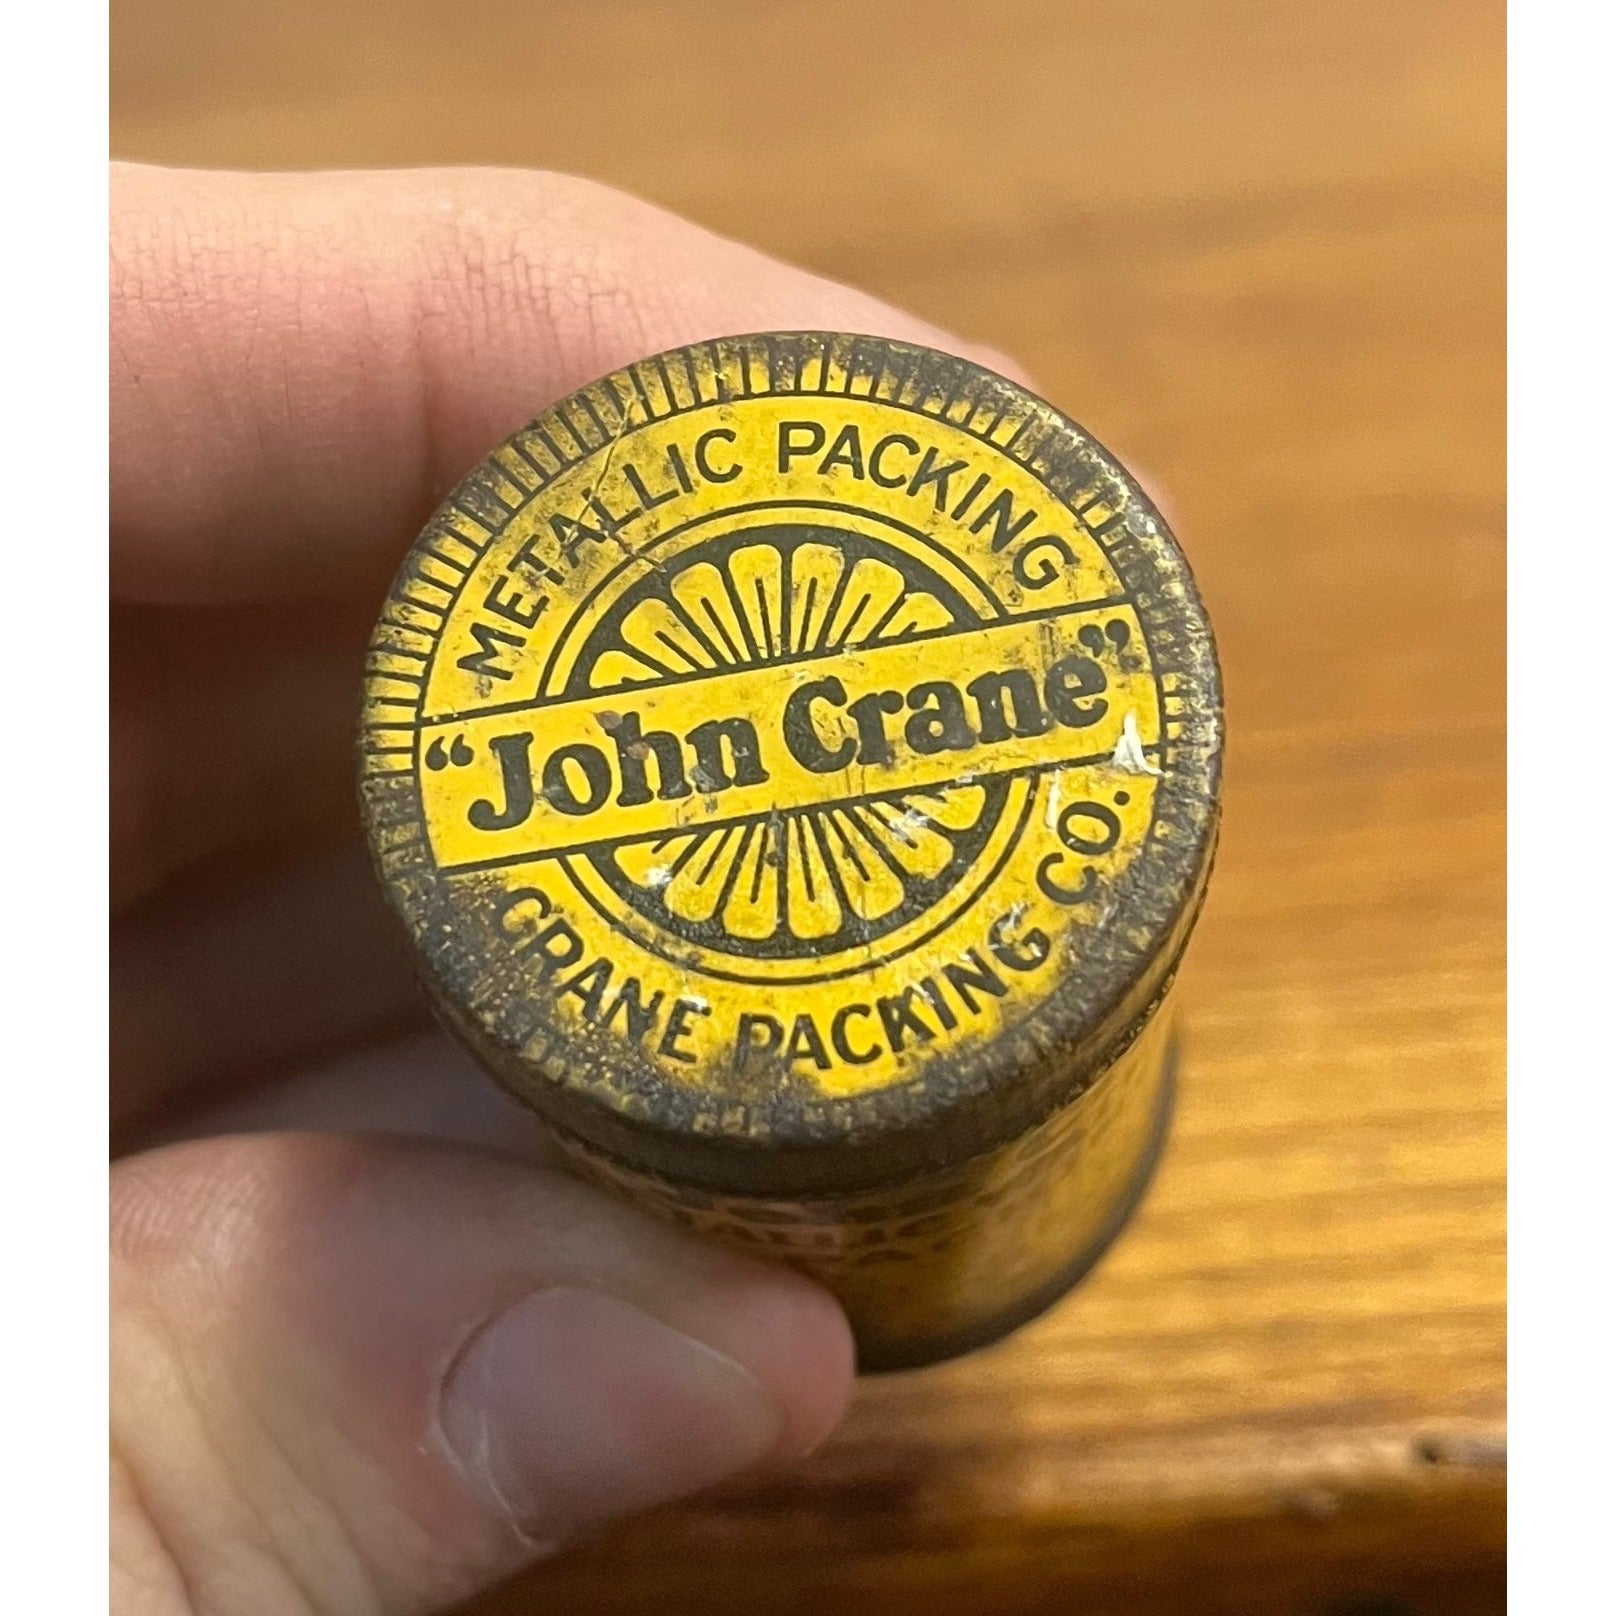 METALLIC PACKING
"John Crane"
CRANE PACKING CO.